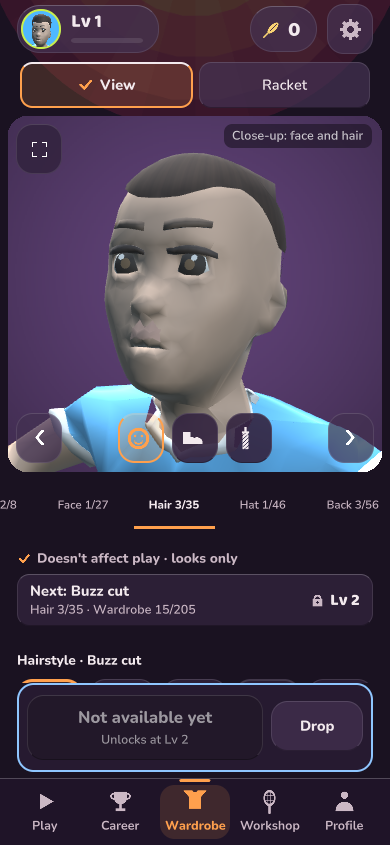 Lv 1
0
View
Racket
Close-up: face and hair
2/8
Face 1/27
Hair 3/35
Hat 1/46
Back 3/56
Doesn't affect play · looks only
Next: Buzz cut
Hair 3/35 · Wardrobe 15/205
Lv 2
Hairstyle · Buzz cut
Not available yet
Unlocks at Lv 2
Drop
Play
Career
Wardrobe
Workshop
Profile